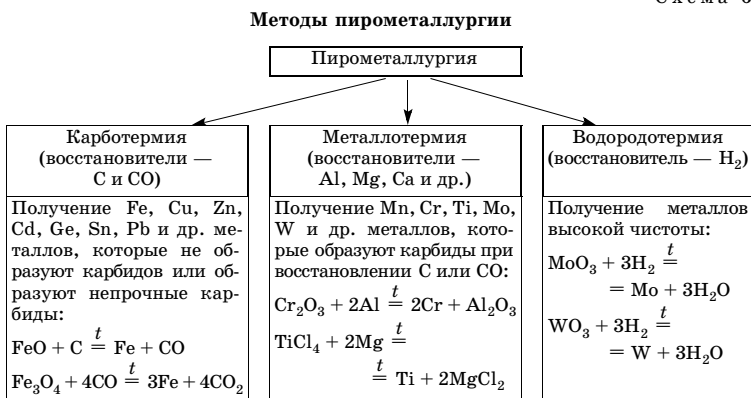 Схема 6
Методы пирометаллургии
Пирометаллургия
Карботермия
(восстановители —
C и CO)
Получение Fe, Cu, Zn,
Cd, Ge, Sn, Pb и др. ме-
таллов, которые не об-
разуют карбидов или об-
разуют непрочные кар-
биды:
FeO + C t= Fe + CO
Fe₃O₄ + 4CO t= 3Fe + 4CO₂
Металлотермия
(восстановители —
Al, Mg, Ca и др.)
Получение Mn, Cr, Ti, Mo,
W и др. металлов, кото-
рые образуют карбиды при
восстановлении C или CO:
Cr₂O₃ + 2Al t= 2Cr + Al₂O₃
TiCl₄ + 2Mg t=
t= Ti + 2MgCl₂
Водородотермия
(восстановитель — H₂)
Получение металлов
высокой чистоты:
MoO₃ + 3H₂ t=
= Mo + 3H₂O
WO₃ + 3H₂ t=
= W + 3H₂O